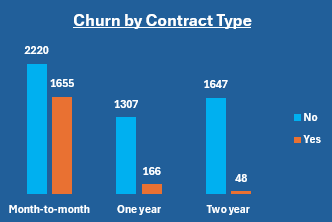 Churn by Contract Type
2220
1655
1307
166
1647
48
No
Yes
Month-to-month
One year
Two year